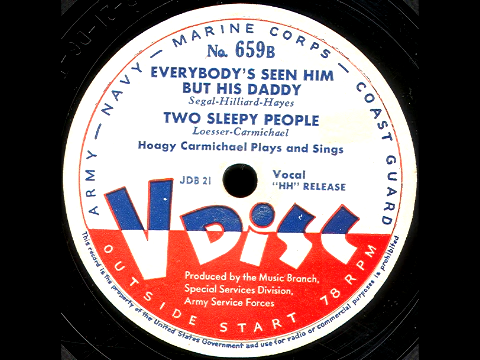 ARMY — NAVY — MARINE CORPS — COAST GUARD
No. 659B
EVERYBODY'S SEEN HIM
BUT HIS DADDY
Segal-Hilliard-Hayes
TWO SLEEPY PEOPLE
Loesser-Carmichael
Hoagy Carmichael Plays and Sings
JDB 21
Vocal
"HH" RELEASE
V DISC
Produced by the Music Branch,
Special Services Division,
Army Service Forces
OUTSIDE START 78 RPM
This record is the property of the United States Government and use for radio or commercial purposes is prohibited